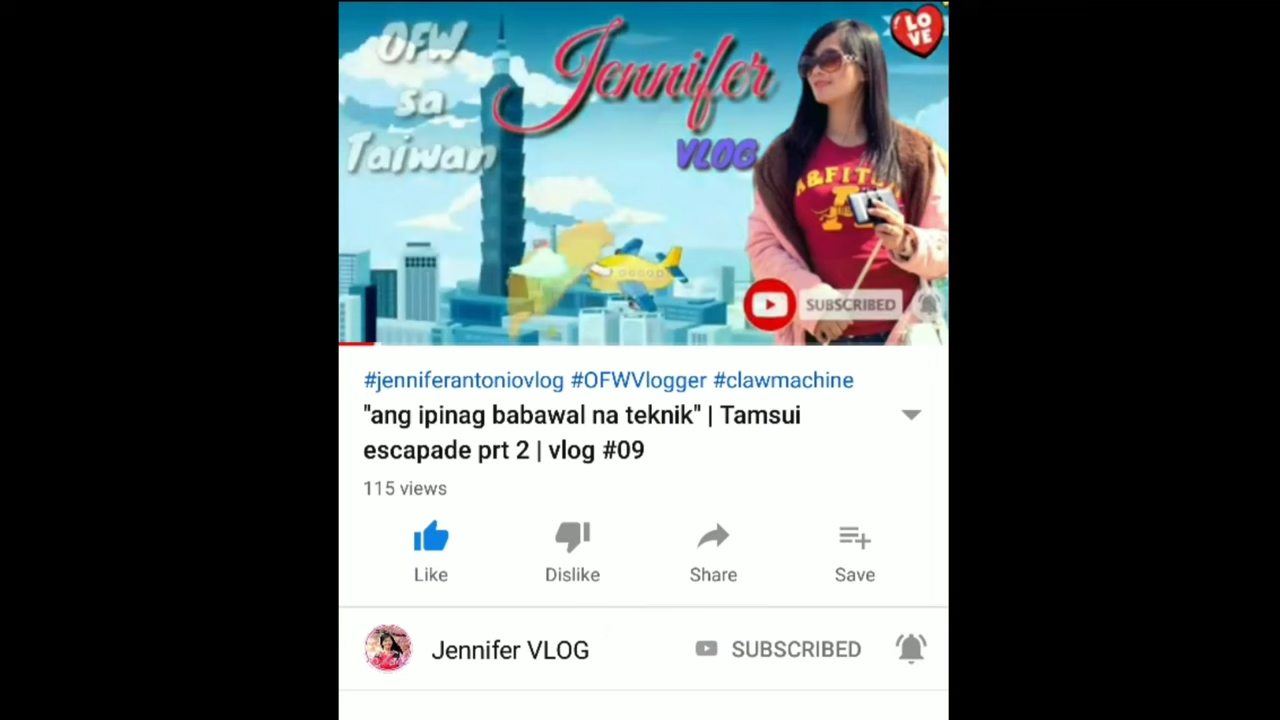 OFW
sa
Taiwan
Jennifer
VLOG
LO
VE
A&FITCH
SUBSCRIBED
#jenniferantoniovlog #OFWVlogger #clawmachine
"ang ipinag babawal na teknik" | Tamsui
escapade prt 2 | vlog #09
115 views
Like
Dislike
Share
Save
Jennifer VLOG
SUBSCRIBED